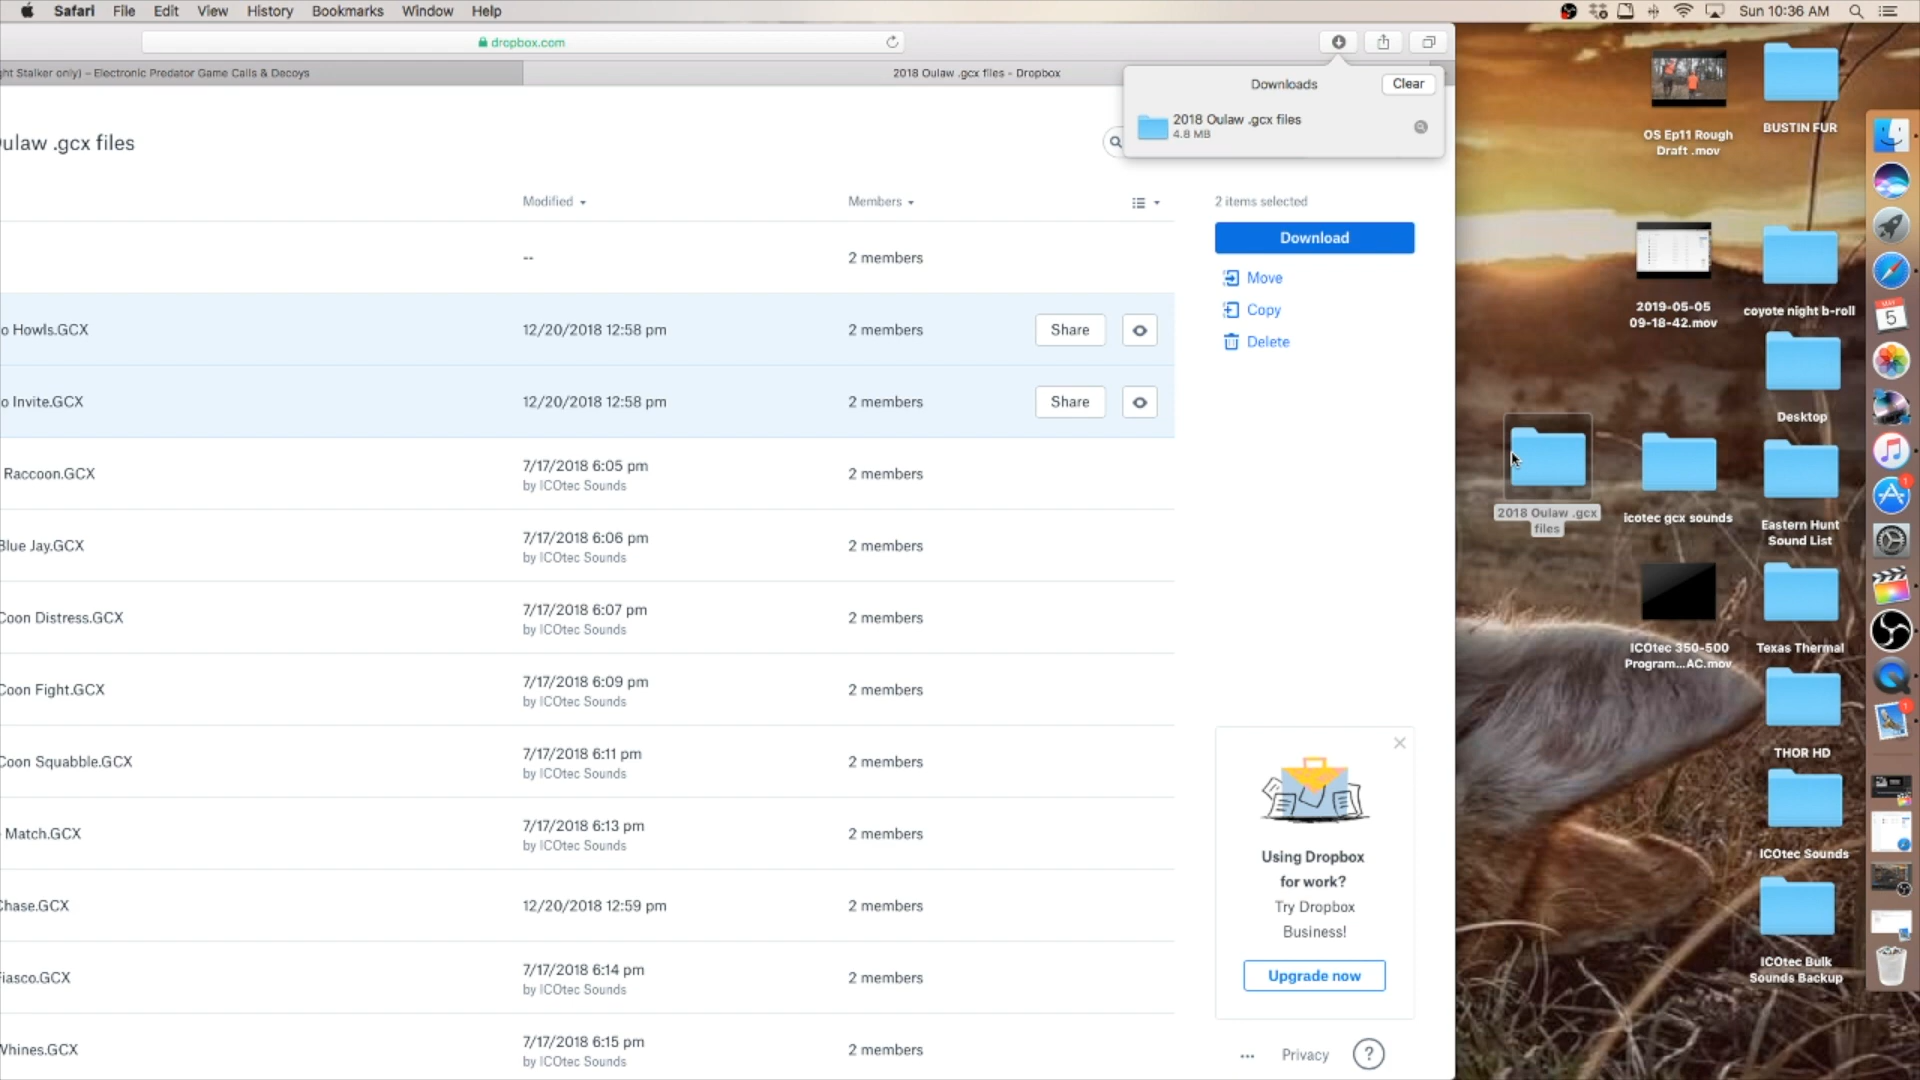 Safari File Edit View History Bookmarks Window Help
Sun 10:36 AM
dropbox.com
ht Stalker only) – Electronic Predator Game Calls & Decoys
2018 Oulaw .gcx files - Dropbox
Downloads
Clear
2018 Oulaw .gcx files
4.8 MB
ulaw .gcx files
Modified
Members
2 items selected
Download
Move
Copy
Delete
-- 2 members
o Howls.GCX 12/20/2018 12:58 pm 2 members Share
o Invite.GCX 12/20/2018 12:58 pm 2 members Share
Raccoon.GCX 7/17/2018 6:05 pm 2 members
by ICOtec Sounds
Blue Jay.GCX 7/17/2018 6:06 pm 2 members
by ICOtec Sounds
Coon Distress.GCX 7/17/2018 6:07 pm 2 members
by ICOtec Sounds
Coon Fight.GCX 7/17/2018 6:09 pm 2 members
by ICOtec Sounds
Coon Squabble.GCX 7/17/2018 6:11 pm 2 members
by ICOtec Sounds
Match.GCX 7/17/2018 6:13 pm 2 members
by ICOtec Sounds
Chase.GCX 12/20/2018 12:59 pm 2 members
Fiasco.GCX 7/17/2018 6:14 pm 2 members
by ICOtec Sounds
Whines.GCX 7/17/2018 6:15 pm 2 members
by ICOtec Sounds
Using Dropbox
for work?
Try Dropbox
Business!
Upgrade now
... Privacy ?
OS Ep11 Rough
Draft .mov
BUSTIN FUR
2019-05-05
09-18-42.mov
coyote night b-roll
Desktop
2018 Oulaw .gcx
files
icotec gcx sounds
Eastern Hunt
Sound List
ICOtec 350-500
Program...AC.mov
Texas Thermal
THOR HD
ICOtec Sounds
ICOtec Bulk
Sounds Backup
MAY
5
1
1